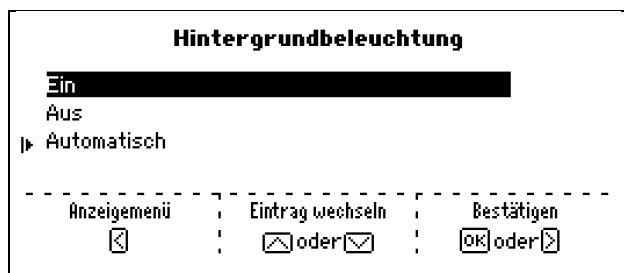 Hintergrundbeleuchtung
Ein
Aus
Automatisch
Anzeigemenü Eintrag wechseln Bestätigen
oder OK oder